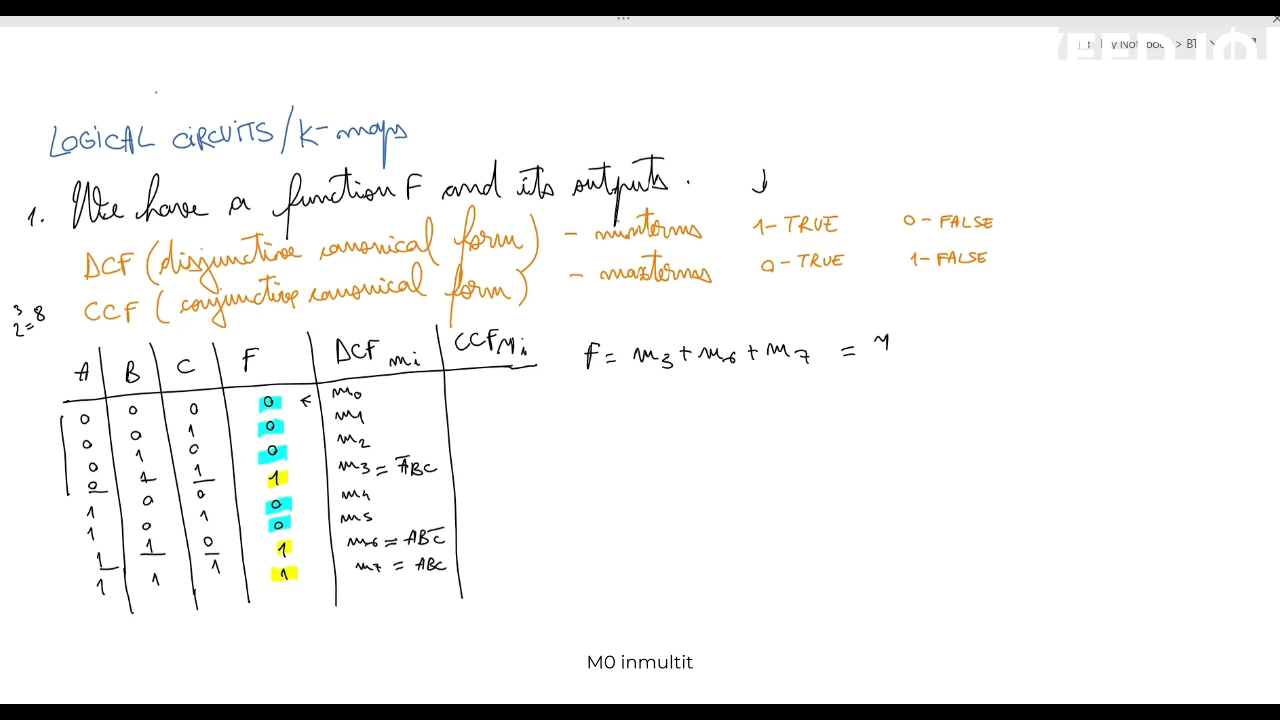 My Notebook > BT
LOGICAL CIRCUITS / K-maps
1. We have a function F and its outputs.
DCF (disjunctive canonical form) - minterms 1-TRUE 0-FALSE
CCF (conjunctive canonical form) - maxterms 0-TRUE 1-FALSE
2³=8
A B C F DCF mi CCF Mi F = m3 + m6 + m7 =
0 0 0 0 ← m0
0 0 1 0 m1
0 1 0 0 m2
0 1 1 1 m3 = A̅BC
1 0 0 0 m4
1 0 1 0 m5
1 1 0 1 m6 = ABC̅
1 1 1 1 m7 = ABC
M0 inmultit